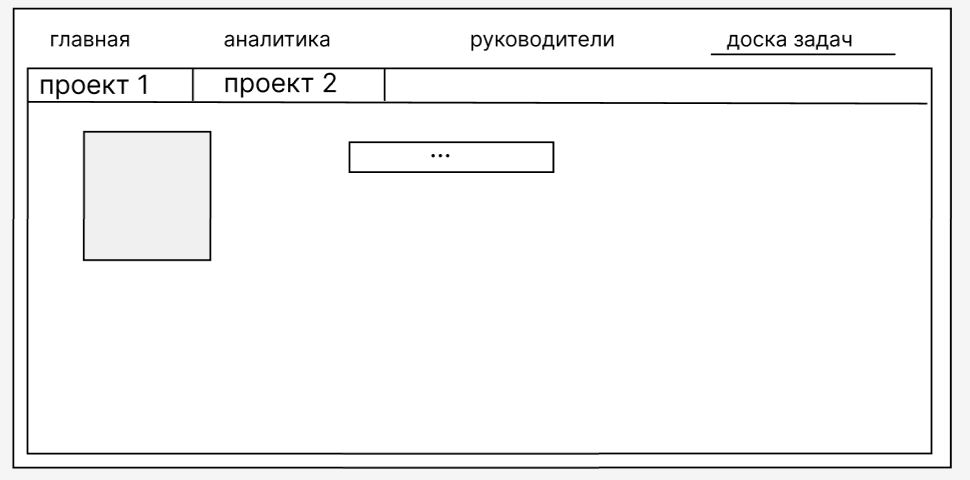 главная аналитика руководители доска задач
проект 1 проект 2
...